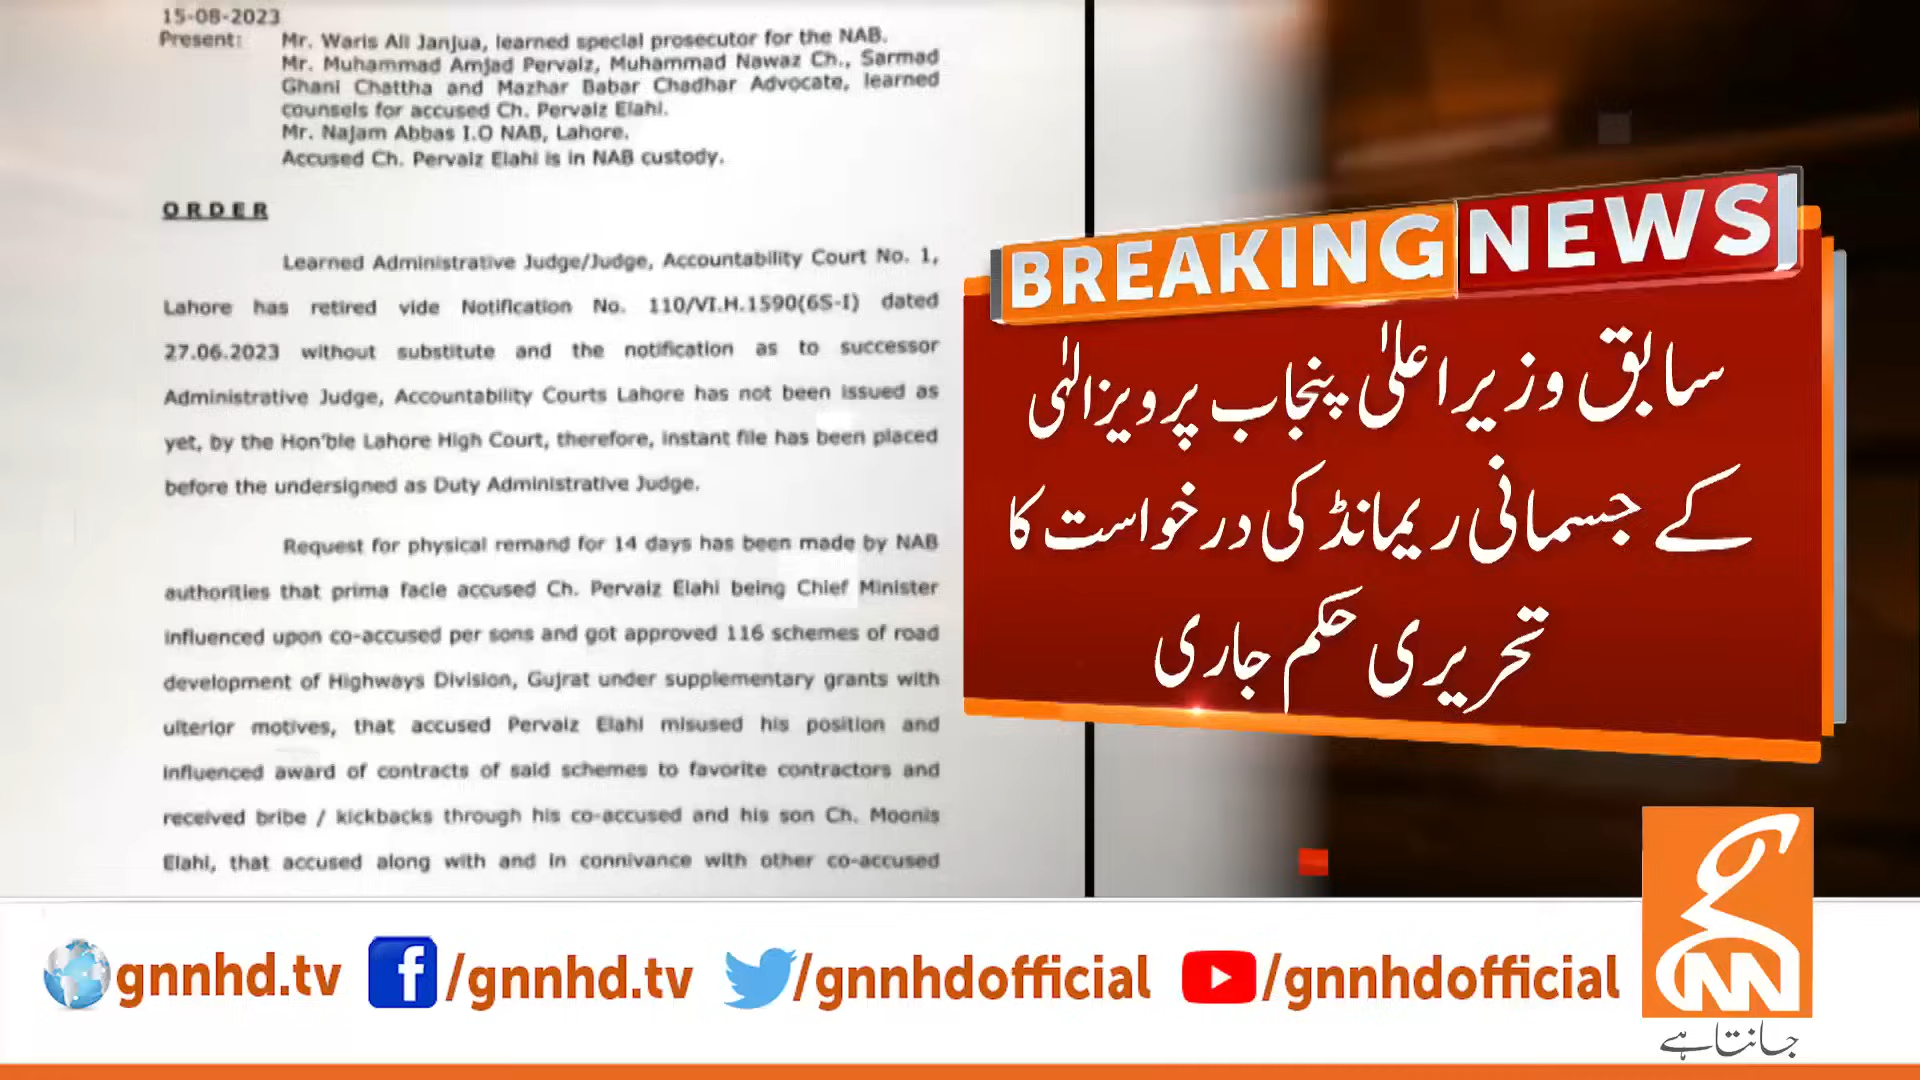 15-08-2023
Present: Mr. Waris Ali Janjua, learned special prosecutor for the NAB.
Mr. Muhammad Amjad Pervaiz, Muhammad Nawaz Ch., Sarmad
Ghani Chattha and Mazhar Babar Chadhar Advocate, learned
counsels for accused Ch. Pervaiz Elahi.
Mr. Najam Abbas I.O NAB, Lahore.
Accused Ch. Pervaiz Elahi is in NAB custody.
ORDER
Learned Administrative Judge/Judge, Accountability Court No. 1,
Lahore has retired vide Notification No. 110/VI.H.1590(6S-I) dated
27.06.2023 without substitute and the notification as to successor
Administrative Judge, Accountability Courts Lahore has not been issued as
yet, by the Hon'ble Lahore High Court, therefore, instant file has been placed
before the undersigned as Duty Administrative Judge.
Request for physical remand for 14 days has been made by NAB
authorities that prima facie accused Ch. Pervaiz Elahi being Chief Minister
influenced upon co-accused per sons and got approved 116 schemes of road
development of Highways Division, Gujrat under supplementary grants with
ulterior motives, that accused Pervaiz Elahi misused his position and
influenced award of contracts of said schemes to favorite contractors and
received bribe / kickbacks through his co-accused and his son Ch. Moonis
Elahi, that accused along with and in connivance with other co-accused
BREAKING NEWS
سابق وزیراعلیٰ پنجاب پرویزالٰہی
کے جسمانی ریمانڈ کی درخواست کا
تحریری حکم جاری
gnnhd.tv /gnnhd.tv /gnnhdofficial /gnnhdofficial
GNN
جانتا ہے